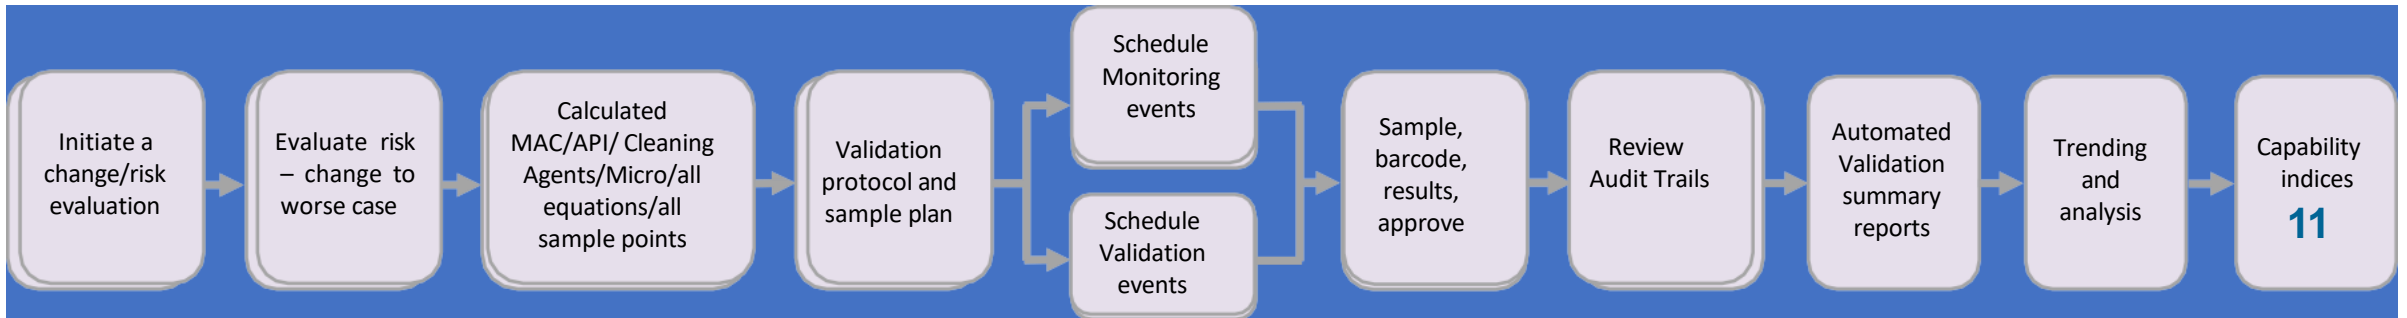 Initiate a
change/risk
evaluation
Evaluate risk
– change to
worse case
Calculated
MAC/API/ Cleaning
Agents/Micro/all
equations/all
sample points
Validation
protocol and
sample plan
Schedule
Monitoring
events
Schedule
Validation
events
Sample,
barcode,
results,
approve
Review
Audit Trails
Automated
Validation
summary
reports
Trending
and
analysis
Capability
indices
11